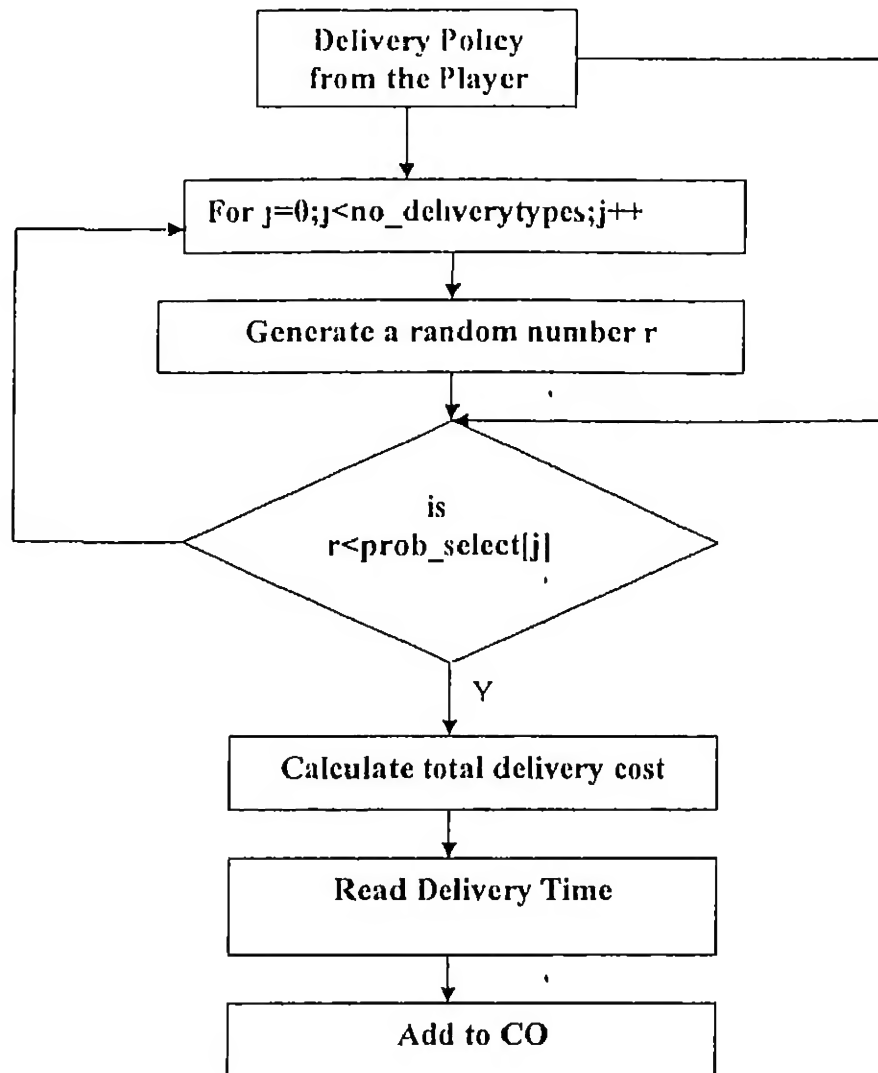 Delivery Policy
from the Player
For j=0;j<no_deliverytypes;j++
Generate a random number r
is
r<prob_select[j]
Y
Calculate total delivery cost
Read Delivery Time
Add to CO